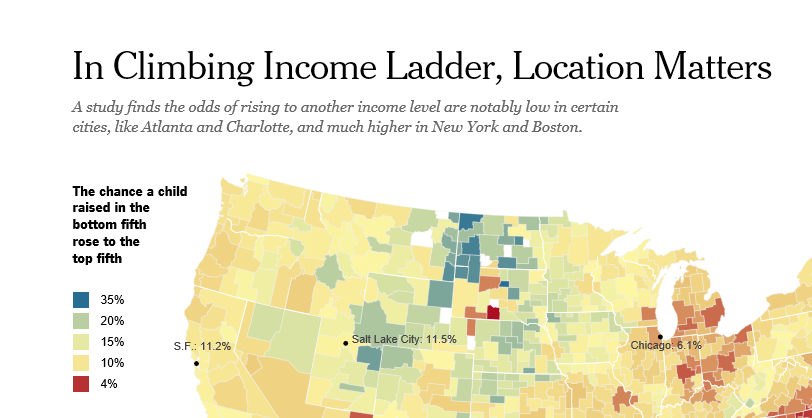 In Climbing Income Ladder, Location Matters
A study finds the odds of rising to another income level are notably low in certain
cities, like Atlanta and Charlotte, and much higher in New York and Boston.
The chance a child
raised in the
bottom fifth
rose to the
top fifth
35%
20%
15%
10%
4%
S.F.: 11.2%
Salt Lake City: 11.5%
Chicago: 6.1%